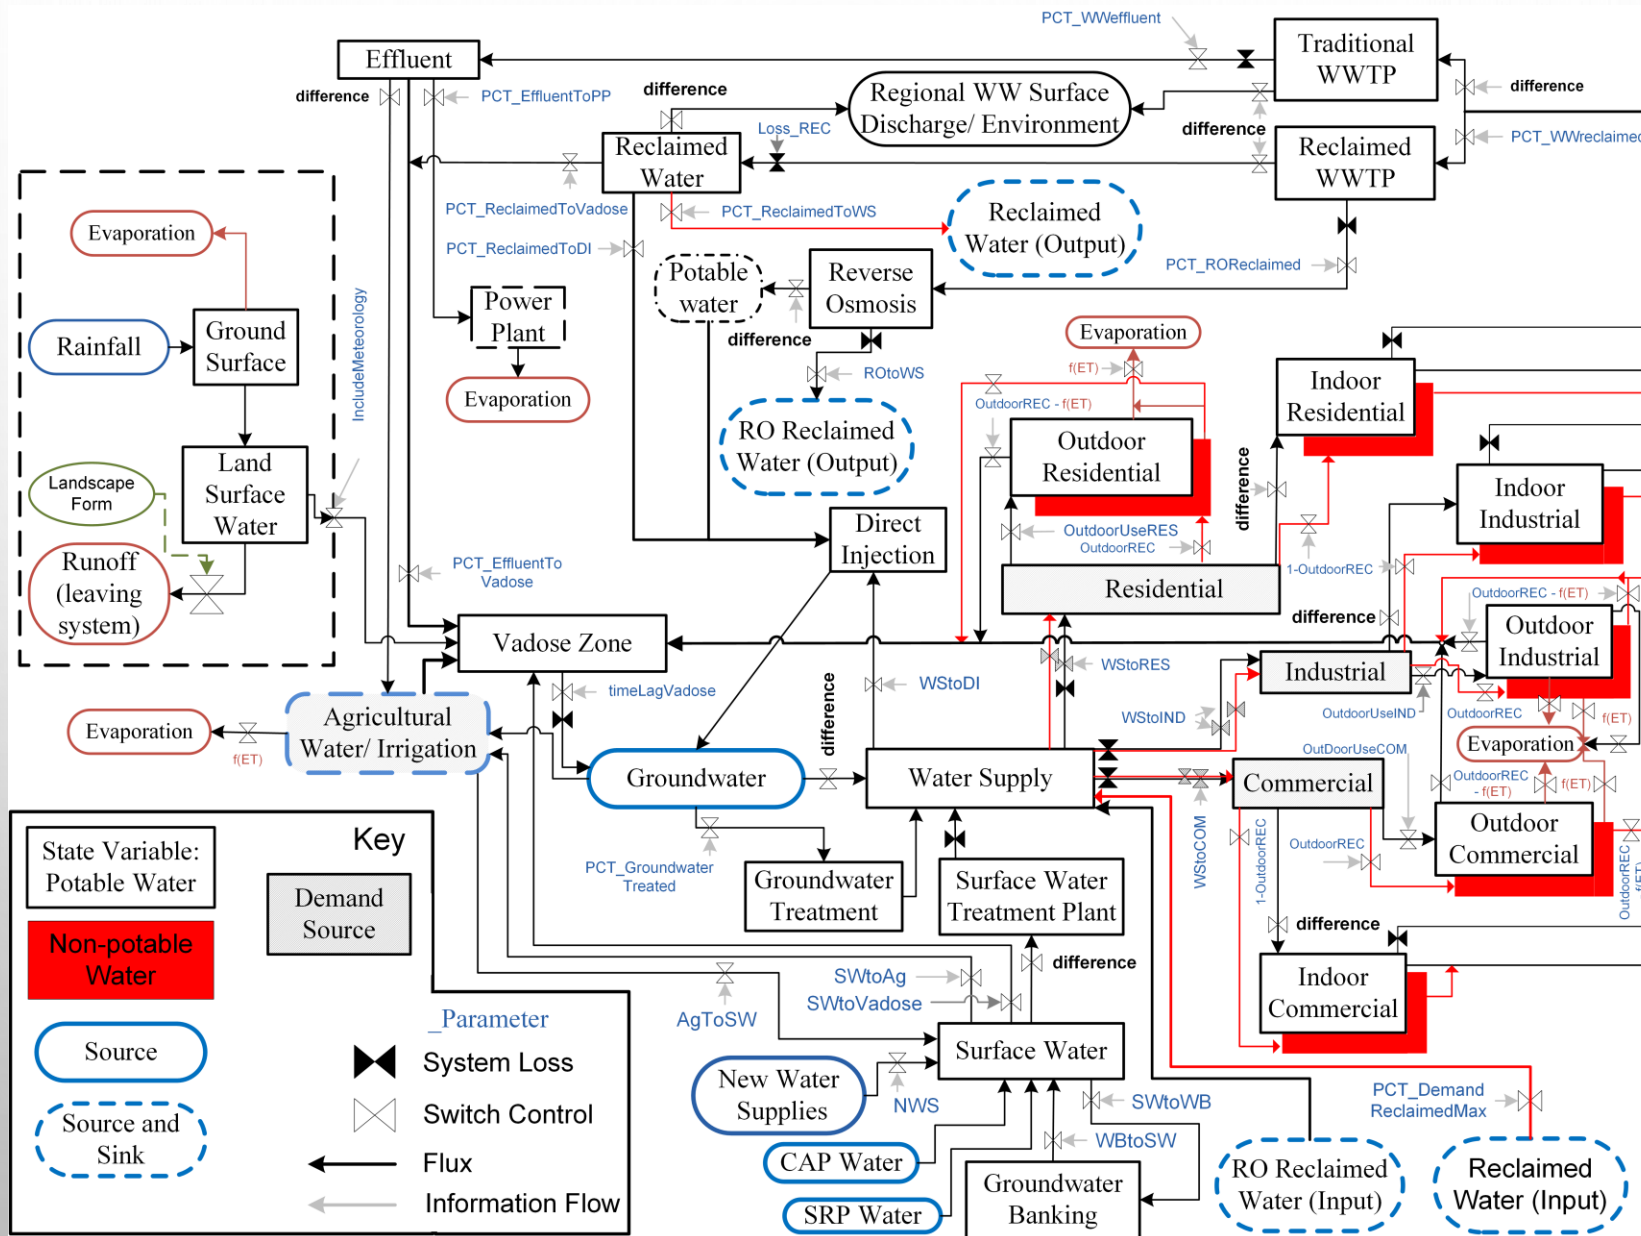 PCT_WWeffluent
Traditional
WWTP
Effluent
difference
PCT_EffluentToPP
difference
Regional WW Surface
Discharge/ Environment
difference
difference
Loss_REC
Reclaimed
Water
Reclaimed
WWTP
PCT_WWreclaimed
PCT_ReclaimedToVadose
PCT_ReclaimedToWS
Reclaimed
Water (Output)
PCT_ReclaimedToDI
Evaporation
Potable
water
Reverse
Osmosis
PCT_ROReclaimed
Power
Plant
IncludeMeteorology
Rainfall
Ground
Surface
difference
Evaporation
f(ET)
ROtoWS
Evaporation
OutdoorREC - f(ET)
Indoor
Residential
RO Reclaimed
Water (Output)
Outdoor
Residential
difference
Land
Surface
Water
Landscape
Form
Indoor
Industrial
Direct
Injection
OutdoorUseRES
OutdoorREC
1-OutdoorREC
PCT_EffluentTo
Vadose
Runoff
(leaving
system)
Residential
OutdoorREC - f(ET)
difference
Vadose Zone
Outdoor
Industrial
WStoRES
Industrial
timeLagVadose
WStoDI
difference
WStoIND
OutdoorUseIND
OutdoorREC
f(ET)
Evaporation
f(ET)
Agricultural
Water/ Irrigation
Evaporation
OutDoorUseCOM
Groundwater
Water Supply
Commercial
OutdoorREC
- f(ET)
f(ET)
WStoCOM
1-OutdoorREC
OutdoorREC
Outdoor
Commercial
OutdoorREC
- f(ET)
PCT_Groundwater
Treated
Groundwater
Treatment
Surface Water
Treatment Plant
difference
difference
Indoor
Commercial
SWtoAg
SWtoVadose
AgToSW
Surface Water
New Water
Supplies
NWS
SWtoWB
WBtoSW
PCT_Demand
ReclaimedMax
CAP Water
SRP Water
Groundwater
Banking
RO Reclaimed
Water (Input)
Reclaimed
Water (Input)
Key
State Variable:
Potable Water
Demand
Source
Non-potable
Water
_Parameter
Source
System Loss
Switch Control
Source and
Sink
Flux
Information Flow